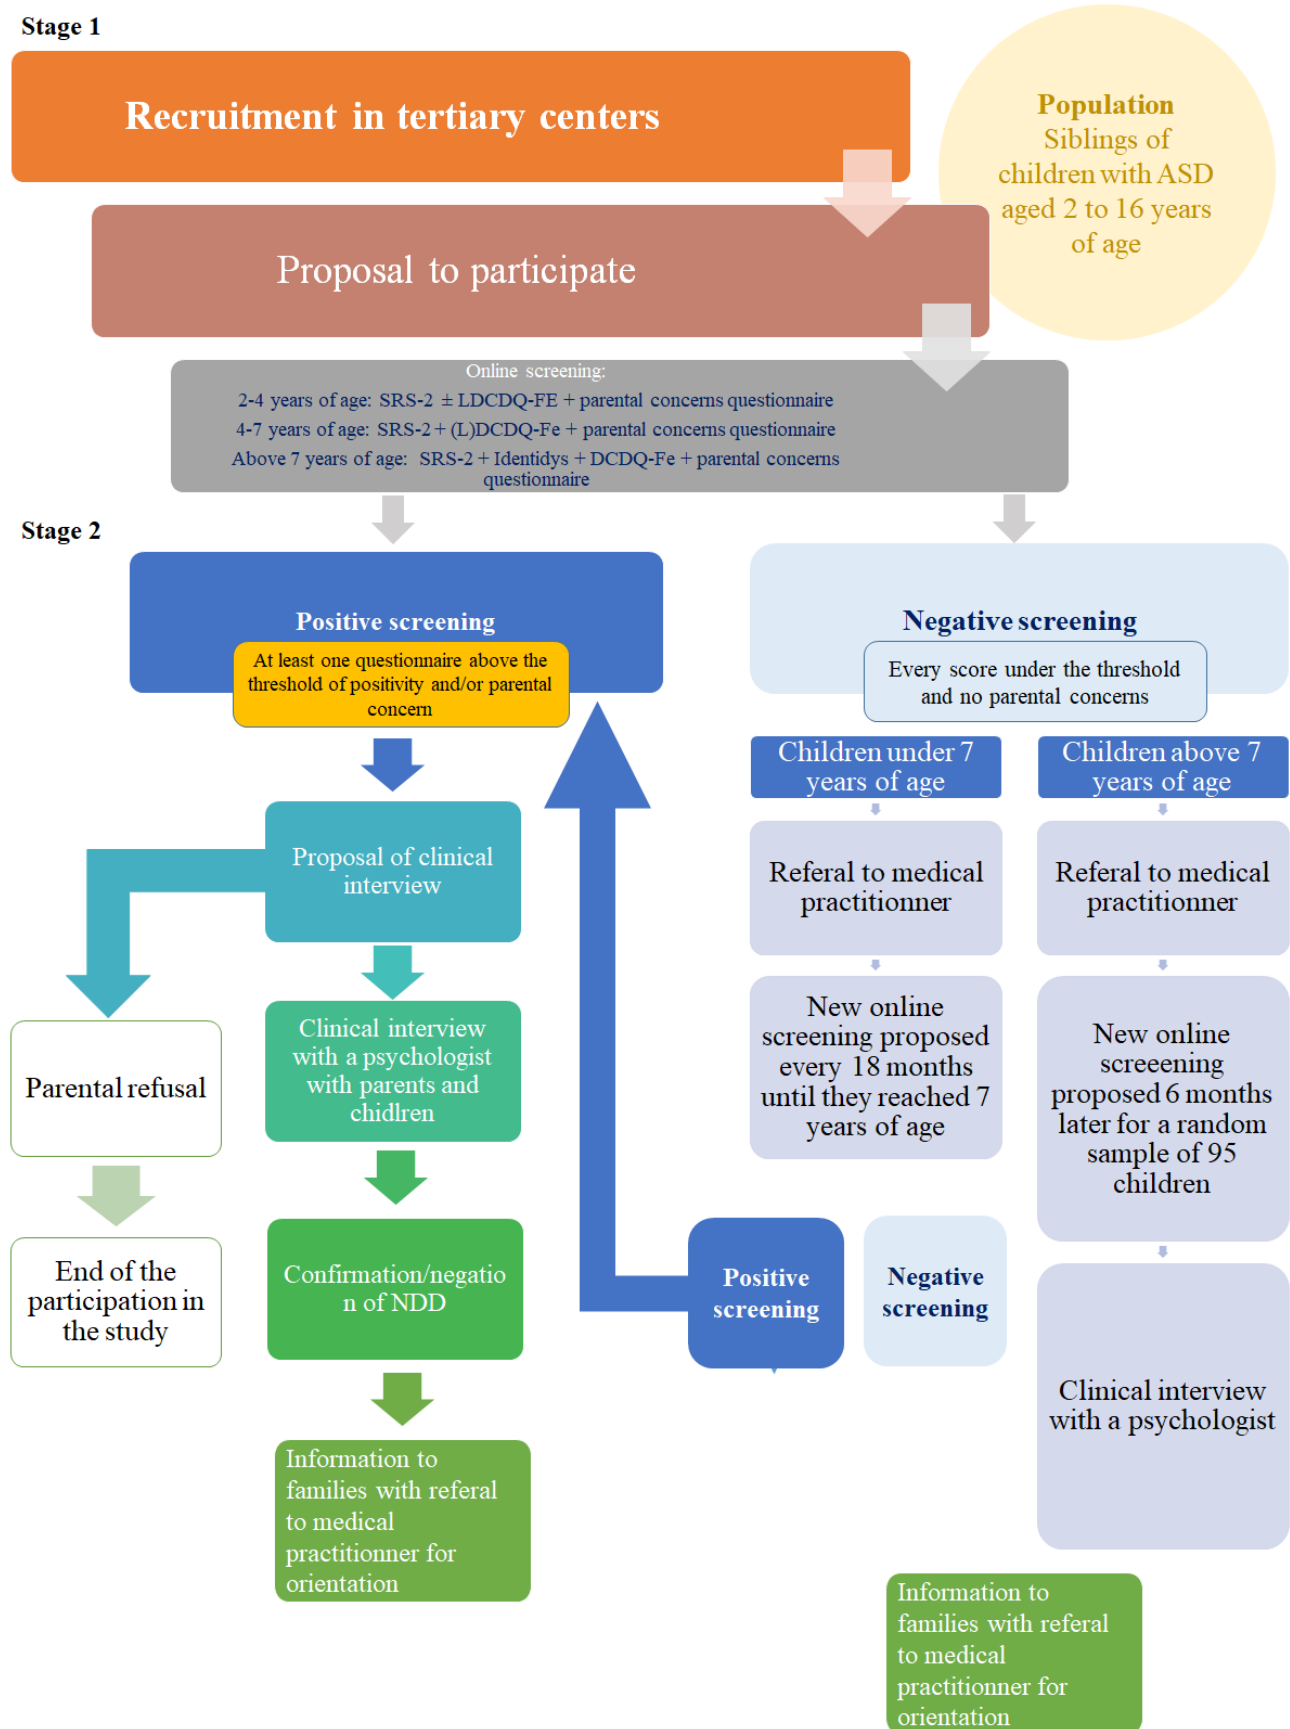 Stage 1
Recruitment in tertiary centers
Population
Siblings of
children with ASD
aged 2 to 16 years
of age
Proposal to participate
Online screening:
2-4 years of age: SRS-2 ± LDCDQ-FE + parental concerns questionnaire
4-7 years of age: SRS-2 + (L)DCDQ-Fe + parental concerns questionnaire
Above 7 years of age: SRS-2 + Identidys + DCDQ-Fe + parental concerns
questionnaire
Stage 2
Positive screening
At least one questionnaire above the
threshold of positivity and/or parental
concern
Negative screening
Every score under the threshold
and no parental concerns
Children under 7
years of age
Children above 7
years of age
Proposal of clinical
interview
Referal to medical
practitionner
Referal to medical
practitionner
Parental refusal
Clinical interview
with a psychologist
with parents and
chidlren
New online
screening proposed
every 18 months
until they reached 7
years of age
New online
screeening
proposed 6 months
later for a random
sample of 95
children
End of the
participation in
the study
Confirmation/negatio
n of NDD
Positive
screening
Negative
screening
Clinical interview
with a psychologist
Information to
families with referal
to medical
practitionner for
orientation
Information to
families with referal
to medical
practitionner for
orientation